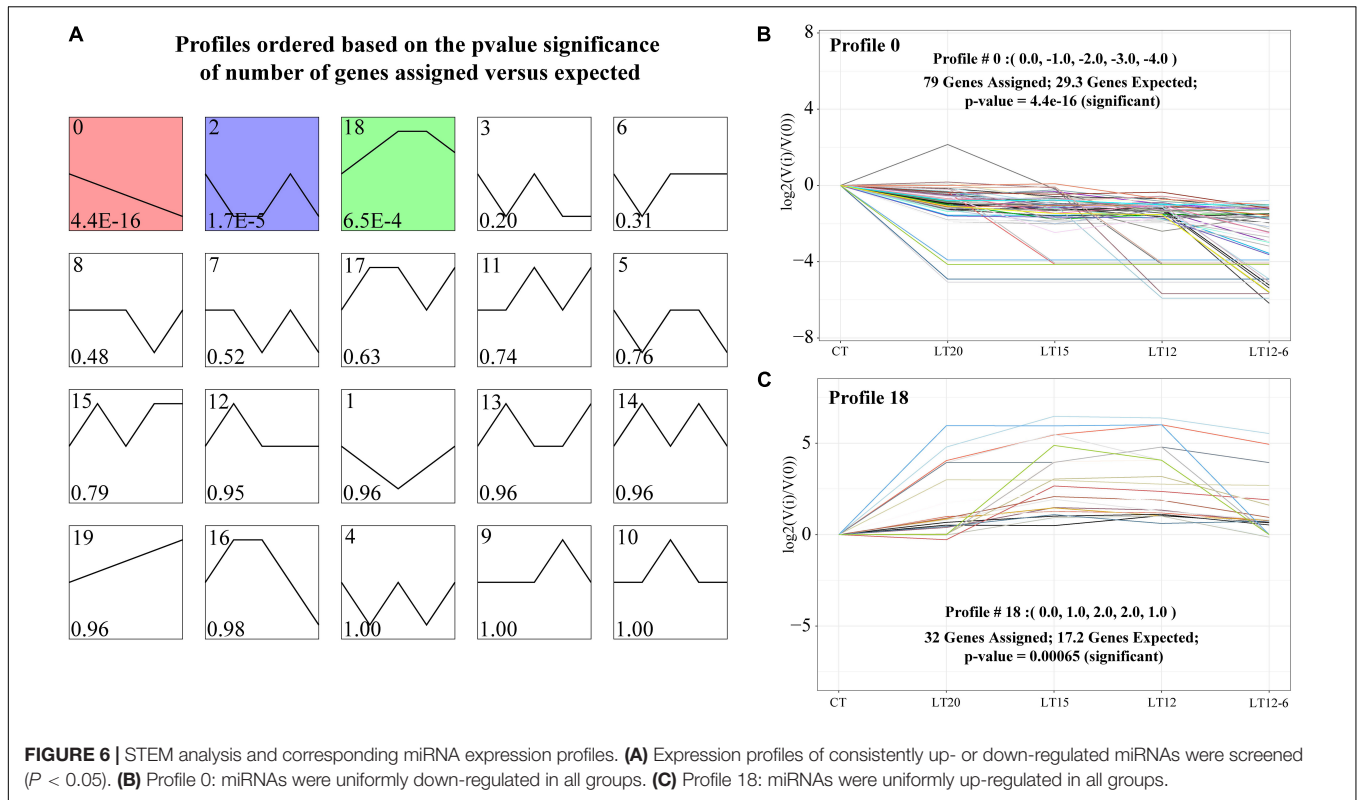 A
Profiles ordered based on the pvalue significance
of number of genes assigned versus expected
0
4.4E-16
2
1.7E-5
18
6.5E-4
3
0.20
6
0.31
8
0.48
7
0.52
17
0.63
11
0.74
5
0.76
15
0.79
12
0.95
1
0.96
13
0.96
14
0.96
19
0.96
16
0.98
4
1.00
9
1.00
10
1.00
B
Profile 0
Profile # 0 :( 0.0, -1.0, -2.0, -3.0, -4.0 )
79 Genes Assigned; 29.3 Genes Expected;
p-value = 4.4e-16 (significant)
log2(V(i)/V(0))
8
4
0
−4
−8
CT LT20 LT15 LT12 LT12-6
C
Profile 18
log2(V(i)/V(0))
5
0
−5
Profile # 18 :( 0.0, 1.0, 2.0, 2.0, 1.0 )
32 Genes Assigned; 17.2 Genes Expected;
p-value = 0.00065 (significant)
CT LT20 LT15 LT12 LT12-6
FIGURE 6 | STEM analysis and corresponding miRNA expression profiles. (A) Expression profiles of consistently up- or down-regulated miRNAs were screened
(P < 0.05). (B) Profile 0: miRNAs were uniformly down-regulated in all groups. (C) Profile 18: miRNAs were uniformly up-regulated in all groups.